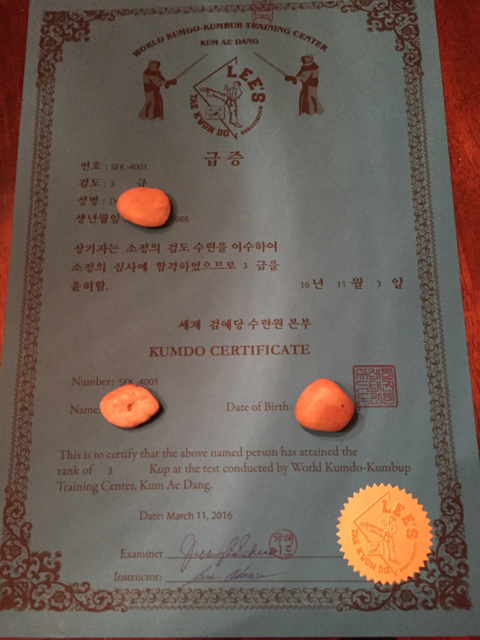 WORLD KUMDO-KUMBUB TRAINING CENTER
KUM AE DANG
LEE'S
TAE KWON DO
급 증
번호 : SFK -4001
검도 : 3 급
성명 :
생년월일
상기자는 소정의 검도 수련을 이수하여
소정의 심사에 합격하였으므로 3 급을
윤허함.
16 년 11 월 3 일
세계 검예당 수련원 본부
KUMDO CERTIFICATE
Number: SFK -4001
Name:
Date of Birth:
This is to certify that the above named person has attained the
rank of 3 Kup at the test conducted by World Kumdo-Kumbup
Training Center, Kum Ae Dang.
Date: March 11, 2016
Examiner
Instructor:
LEE'S
TAE KWON DO